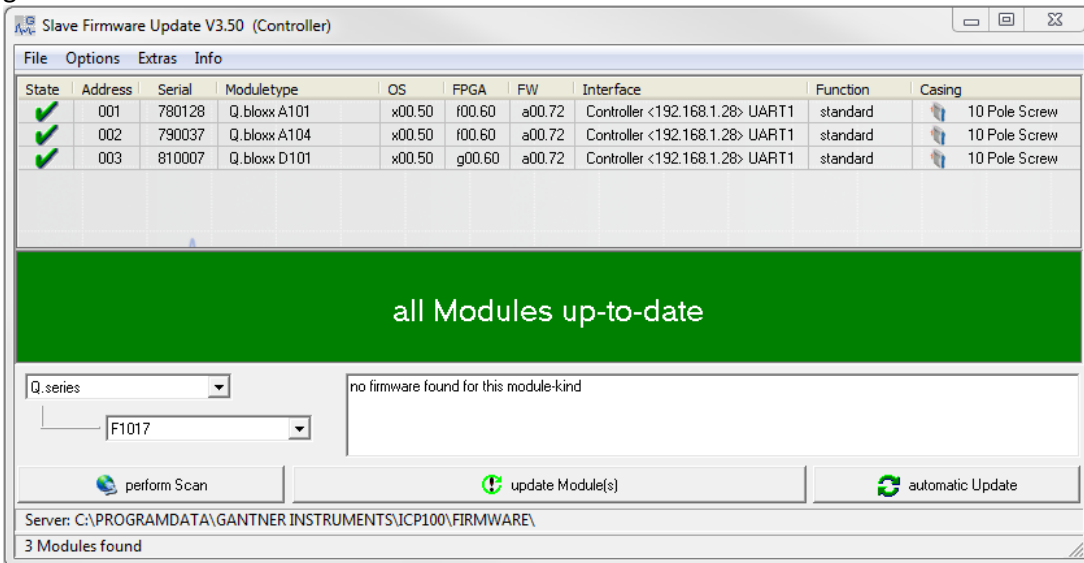 Slave Firmware Update V3.50 (Controller)
File Options Extras Info
State Address Serial Moduletype OS FPGA FW Interface Function Casing
001 780128 Q.bloxx A101 x00.50 f00.60 a00.72 Controller <192.168.1.28> UART1 standard 10 Pole Screw
002 790037 Q.bloxx A104 x00.50 f00.60 a00.72 Controller <192.168.1.28> UART1 standard 10 Pole Screw
003 810007 Q.bloxx D101 x00.50 g00.60 a00.72 Controller <192.168.1.28> UART1 standard 10 Pole Screw
all Modules up-to-date
Q.series
no firmware found for this module-kind
F1017
perform Scan update Module(s) automatic Update
Server: C:\PROGRAMDATA\GANTNER INSTRUMENTS\ICP100\FIRMWARE\
3 Modules found